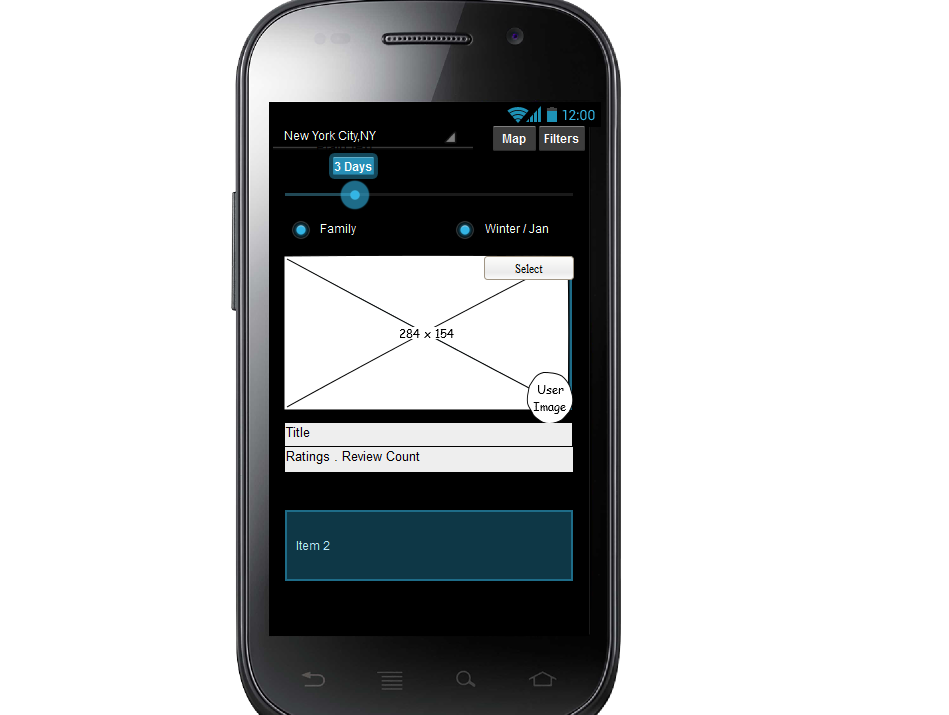 12:00
New York City,NY
Map Filters
3 Days
Family
Winter / Jan
Select
284 x 154
User
Image
Title
Ratings . Review Count
Item 2